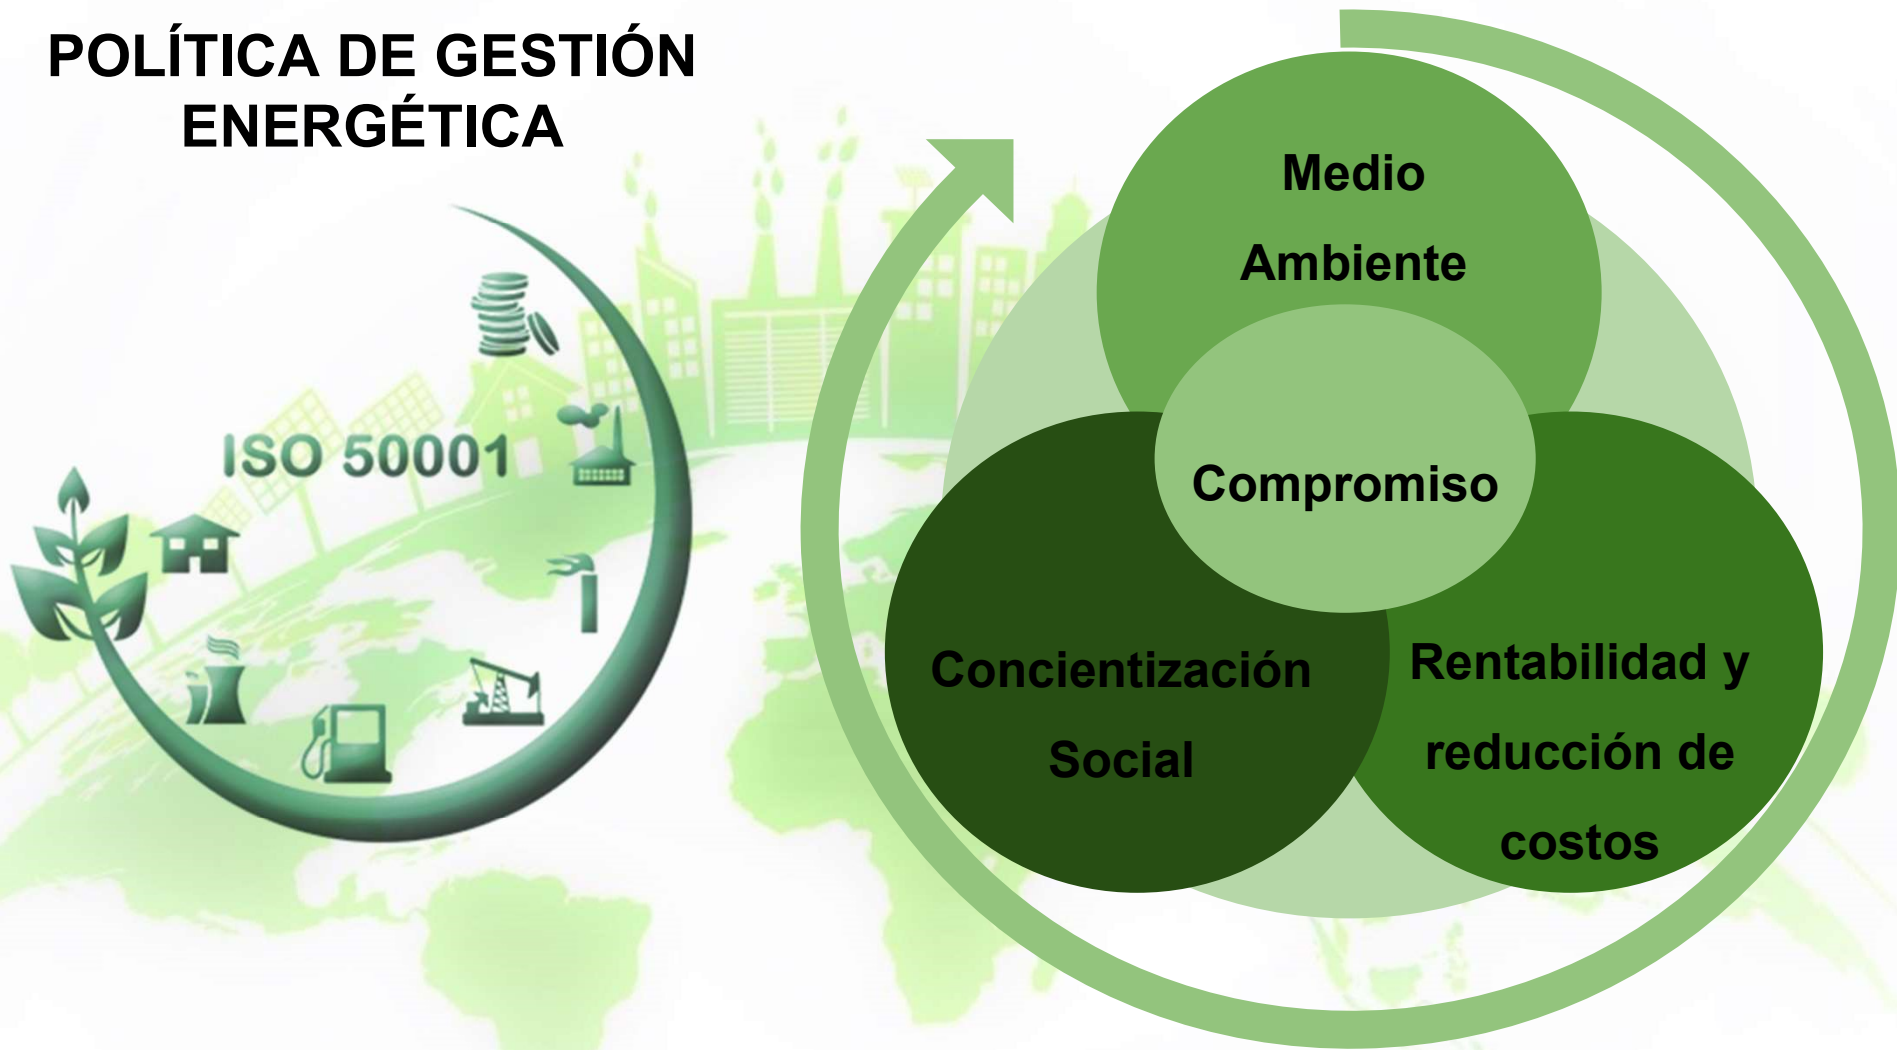 POLÍTICA DE GESTIÓN
ENERGÉTICA
ISO 50001
Medio
Ambiente
Compromiso
Concientización
Social
Rentabilidad y
reducción de
costos